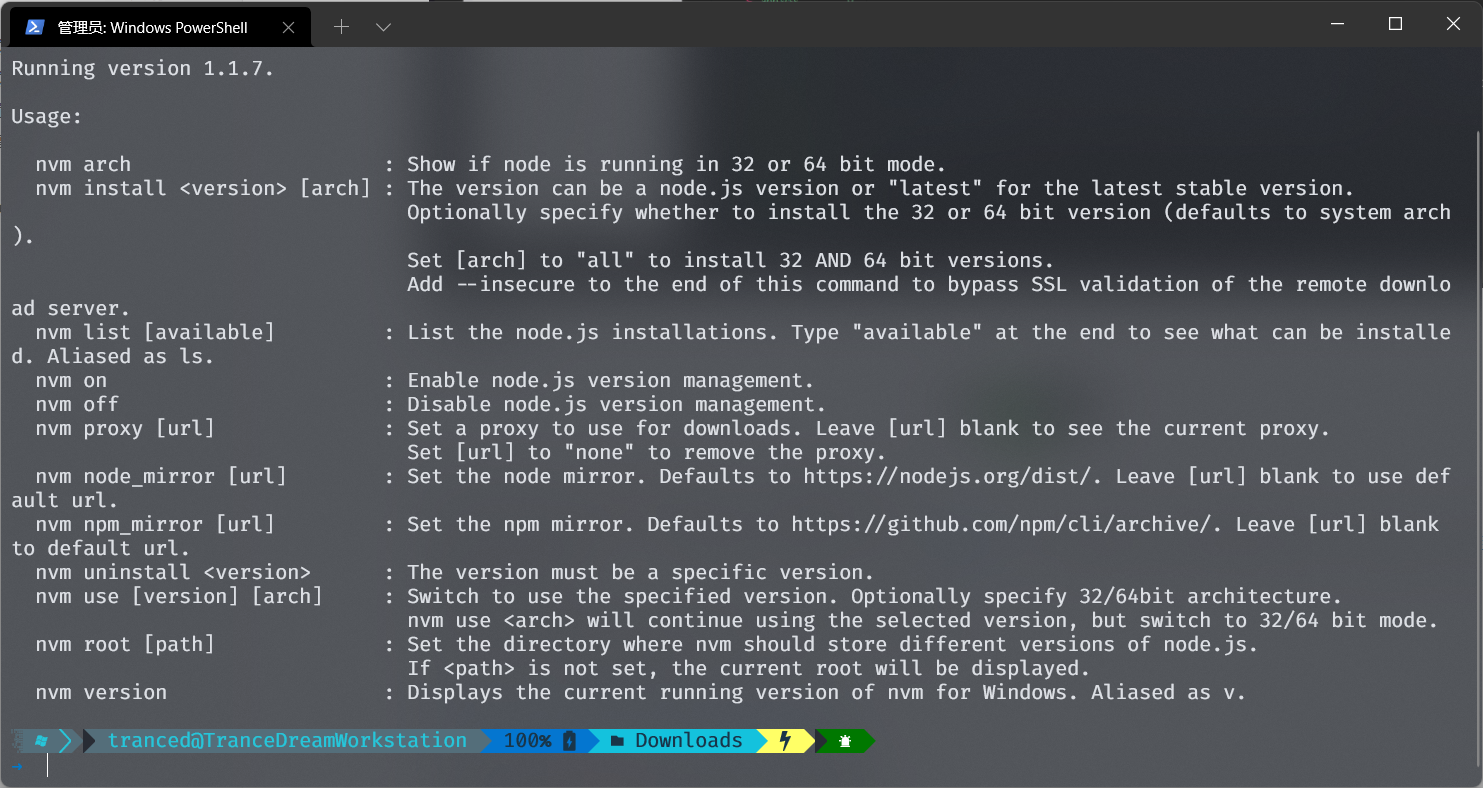 管理员: Windows PowerShell
Running version 1.1.7.
Usage:
nvm arch : Show if node is running in 32 or 64 bit mode.
nvm install <version> [arch] : The version can be a node.js version or "latest" for the latest stable version.
Optionally specify whether to install the 32 or 64 bit version (defaults to system arch
).
Set [arch] to "all" to install 32 AND 64 bit versions.
Add --insecure to the end of this command to bypass SSL validation of the remote downlo
ad server.
nvm list [available] : List the node.js installations. Type "available" at the end to see what can be installe
d. Aliased as ls.
nvm on : Enable node.js version management.
nvm off : Disable node.js version management.
nvm proxy [url] : Set a proxy to use for downloads. Leave [url] blank to see the current proxy.
Set [url] to "none" to remove the proxy.
nvm node_mirror [url] : Set the node mirror. Defaults to https://nodejs.org/dist/. Leave [url] blank to use def
ault url.
nvm npm_mirror [url] : Set the npm mirror. Defaults to https://github.com/npm/cli/archive/. Leave [url] blank
to default url.
nvm uninstall <version> : The version must be a specific version.
nvm use [version] [arch] : Switch to use the specified version. Optionally specify 32/64bit architecture.
nvm use <arch> will continue using the selected version, but switch to 32/64 bit mode.
nvm root [path] : Set the directory where nvm should store different versions of node.js.
If <path> is not set, the current root will be displayed.
nvm version : Displays the current running version of nvm for Windows. Aliased as v.
tranced@TranceDreamWorkstation 100% Downloads